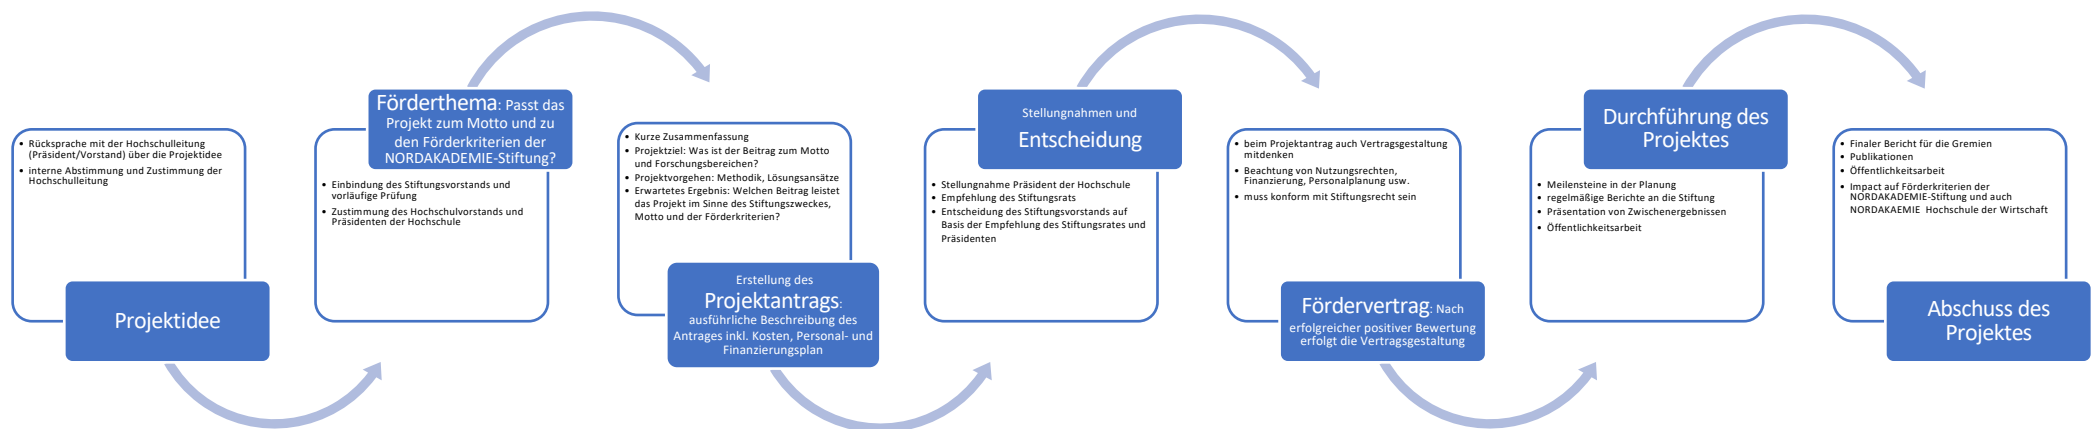 • Rücksprache mit der Hochschulleitung
(Präsident/Vorstand) über die Projektidee
• interne Abstimmung und Zustimmung der
Hochschulleitung
Projektidee
Förderthema: Passt das
Projekt zum Motto und zu
den Förderkriterien der
NORDAKADEMIE-Stiftung?
• Einbindung des Stiftungsvorstands und
vorläufige Prüfung
• Zustimmung des Hochschulvorstands und
Präsidenten der Hochschule
• Kurze Zusammenfassung
• Projektziel: Was ist der Beitrag zum Motto
und Forschungsbereichen?
• Projektvorgehen: Methodik, Lösungsansätze
• Erwartetes Ergebnis: Welchen Beitrag leistet
das Projekt im Sinne des Stiftungszweckes,
Motto und der Förderkriterien?
Erstellung des
Projektantrags:
ausführliche Beschreibung des
Antrages inkl. Kosten, Personal- und
Finanzierungsplan
Stellungnahmen und
Entscheidung
• Stellungnahme Präsident der Hochschule
• Empfehlung des Stiftungsrats
• Entscheidung des Stiftungsvorstands auf
Basis der Empfehlung des Stiftungsrates und
Präsidenten
• beim Projektantrag auch Vertragsgestaltung
mitdenken
• Beachtung von Nutzungsrechten,
Finanzierung, Personalplanung usw.
• muss konform mit Stiftungsrecht sein
Fördervertrag: Nach
erfolgreicher positiver Bewertung
erfolgt die Vertragsgestaltung
Durchführung des
Projektes
• Meilensteine in der Planung
• regelmäßige Berichte an die Stiftung
• Präsentation von Zwischenergebnissen
• Öffentlichkeitsarbeit
• Finaler Bericht für die Gremien
• Publikationen
• Öffentlichkeitsarbeit
• Impact auf Förderkriterien der
NORDAKADEMIE-Stiftung und auch
NORDAKAEMIE Hochschule der Wirtschaft
Abschuss des
Projektes